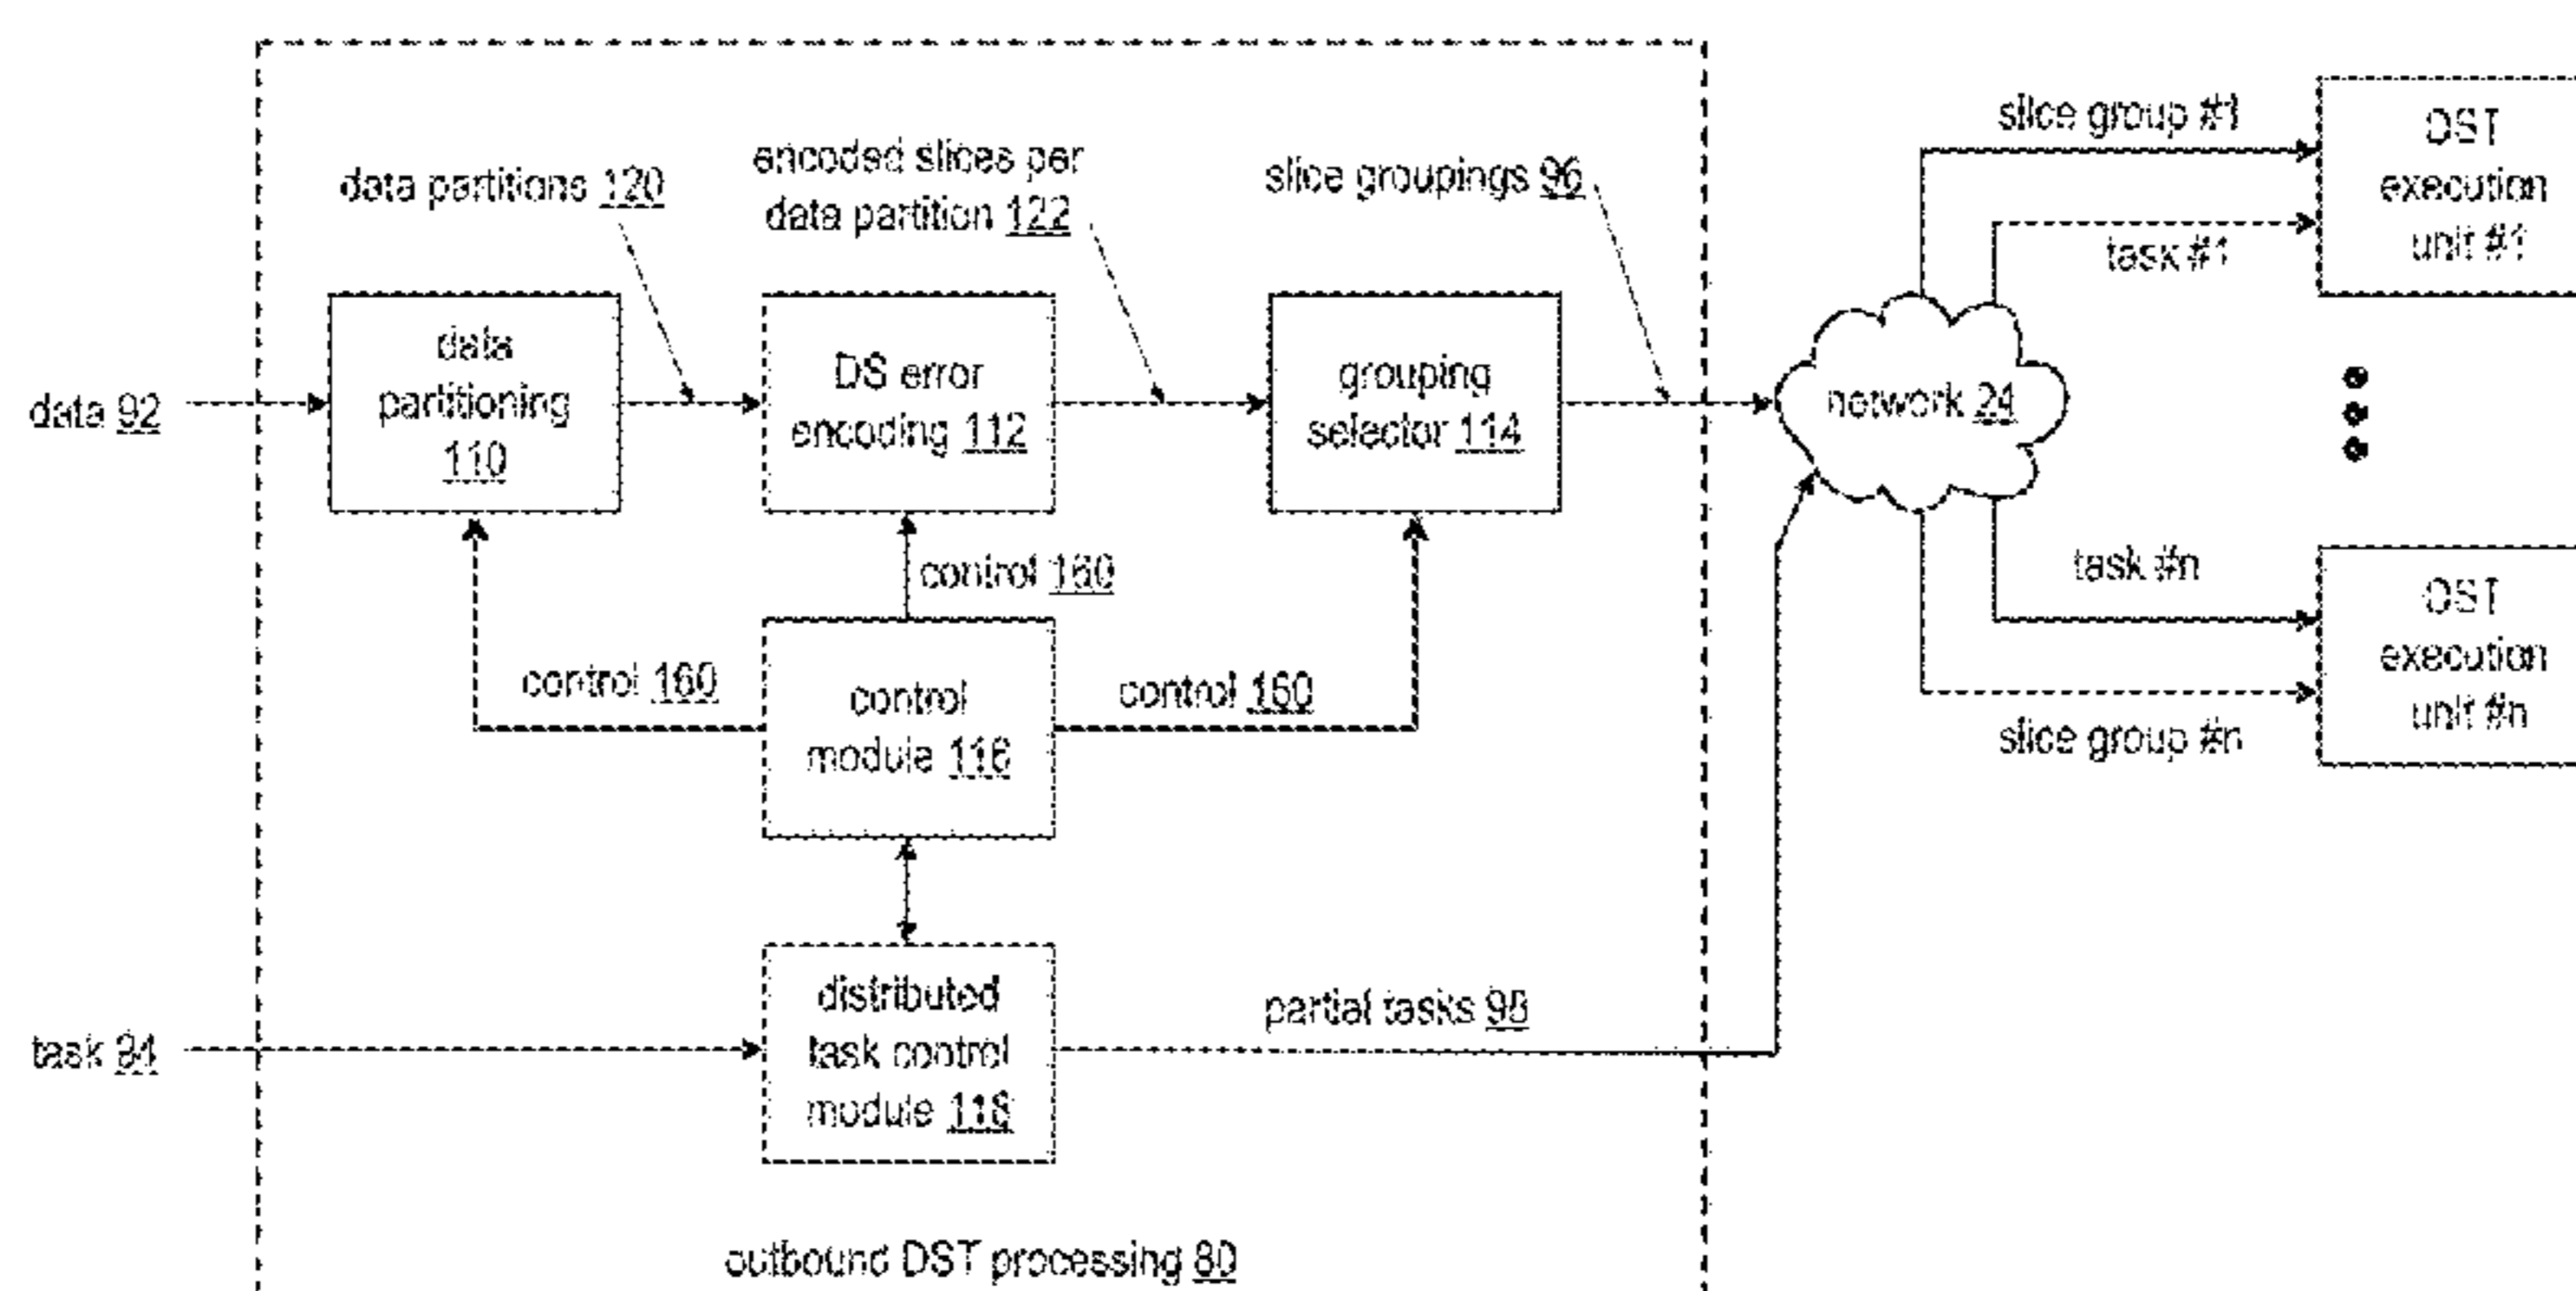 data 92
data partitions 120
encoded slices per
data partition 122
slice groupings 96
slice group #1
task #1
DST
execution
unit #1
data
partitioning
110
DS error
encoding 112
grouping
selector 114
network 24
control 160
control 160
control
module 116
control 160
task #n
slice group #n
DST
execution
unit #n
task 94
distributed
task control
module 118
partial tasks 98
outbound DST processing 80